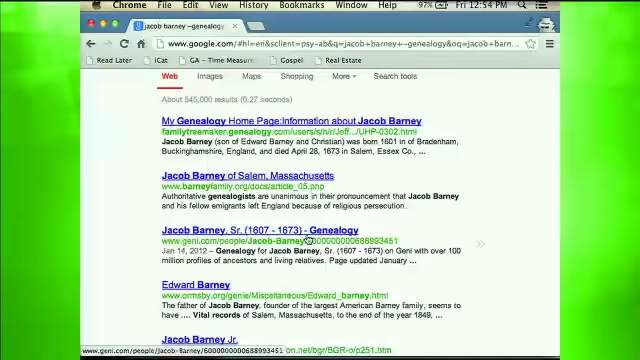 Chrome File Edit View History Bookmarks Window 97% Fri 12:54 PM
jacob barney ~genealogy
www.google.com/#hl=en&sclient=psy-ab&q=jacob+barney+~genealogy&oq=jacob+barn...
Read Later iCat GA - Time Measure... Gospel Real Estate
Web Images Maps Shopping More Search tools
About 545,000 results (0.27 seconds)
My Genealogy Home Page:Information about Jacob Barney
familytreemaker.genealogy.com/users/s/h/r/Jeff.../UHP-0302.html
Jacob Barney (son of Edward Barney and Christian) was born 1601 in of Bradenham,
Buckinghamshire, England, and died April 28, 1673 in Salem, Essex Co., ...
Jacob Barney of Salem, Massachusetts
www.barneyfamily.org/docs/article_05.php
Authoritative genealogists are unanimous in their pronouncement that Jacob Barney
and his fellow emigrants left England because of religious persecution.
Jacob Barney, Sr. (1607 - 1673) - Genealogy
www.geni.com/people/Jacob-Barney/6000000000688993451
Jan 14, 2012 – Genealogy for Jacob Barney, Sr. (1607 - 1673) on Geni with over 100
million profiles of ancestors and living relatives. Page updated January ...
Edward Barney
www.ormsby.org/genie/Miscellaneous/Edward_barney.html
The father of Jacob Barney, founder of the largest American Barney family, seems to
have .... Vital records of Salem, Massachusetts, to the end of the year 1849, ...
Jacob Barney Jr.
www.geni.com/people/Jacob-Barney/6000000000688993451 on.net/bgr/BGR-o/p251.htm